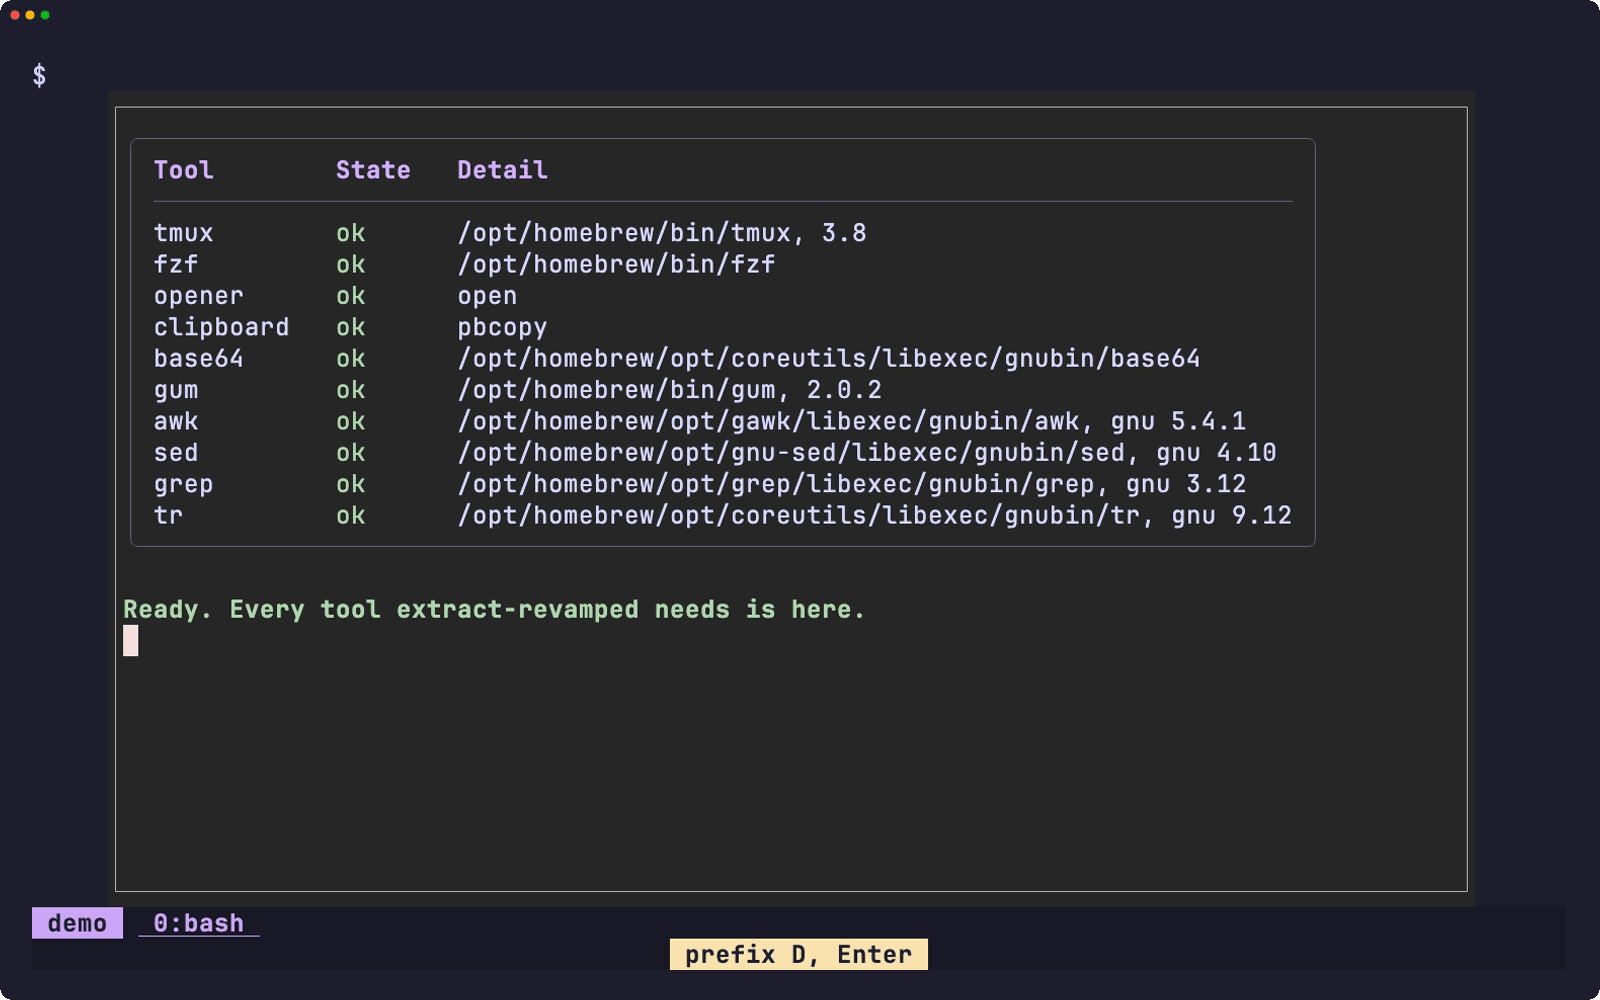 $
Tool State Detail
tmux ok /opt/homebrew/bin/tmux, 3.8
fzf ok /opt/homebrew/bin/fzf
opener ok open
clipboard ok pbcopy
base64 ok /opt/homebrew/opt/coreutils/libexec/gnubin/base64
gum ok /opt/homebrew/bin/gum, 2.0.2
awk ok /opt/homebrew/opt/gawk/libexec/gnubin/awk, gnu 5.4.1
sed ok /opt/homebrew/opt/gnu-sed/libexec/gnubin/sed, gnu 4.10
grep ok /opt/homebrew/opt/grep/libexec/gnubin/grep, gnu 3.12
tr ok /opt/homebrew/opt/coreutils/libexec/gnubin/tr, gnu 9.12
Ready. Every tool extract-revamped needs is here.
demo 0:bash
prefix D, Enter